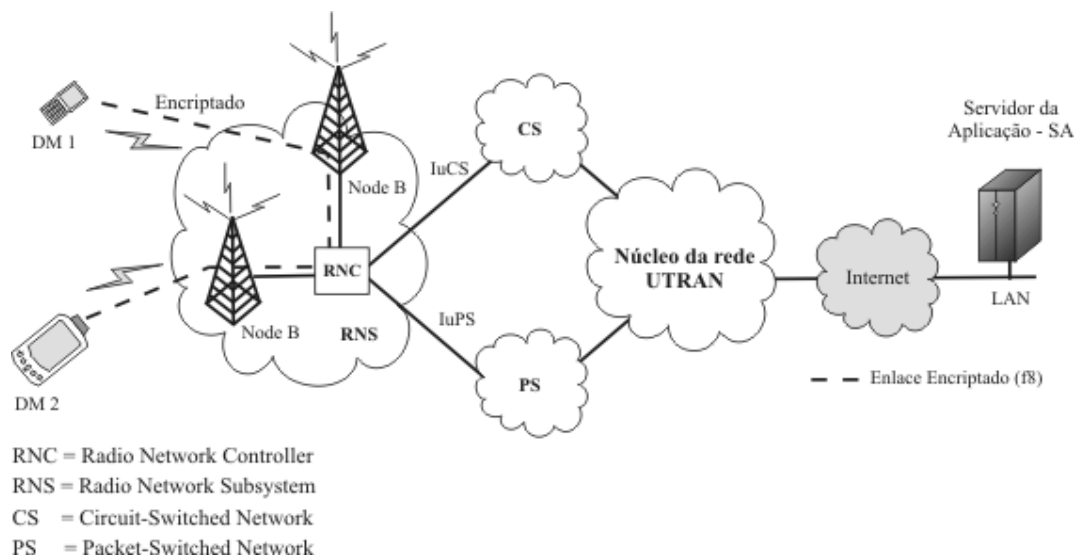 DM 1
Encriptado
Node B
CS
IuCS
Servidor da
Aplicação - SA
RNC
Núcleo da rede
UTRAN
Internet
LAN
Node B
RNS
IuPS
PS
DM 2
Enlace Encriptado (f8)
RNC = Radio Network Controller
RNS = Radio Network Subsystem
CS = Circuit-Switched Network
PS = Packet-Switched Network